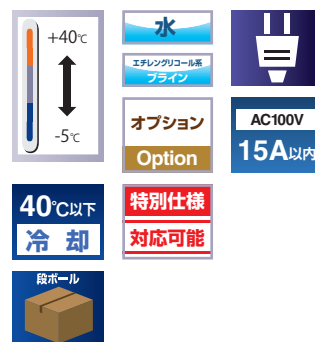 +40℃
-5℃
水
エチレングリコール系
ブライン
オプション
Option
AC100V
15A以内
40℃以下
冷却
特別仕様
対応可能
段ボール